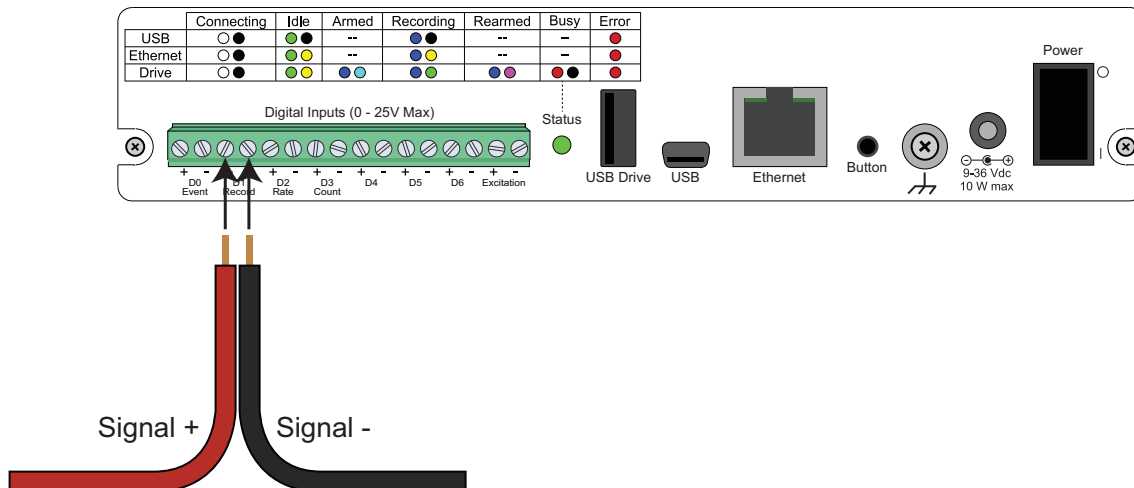 Connecting Idle Armed Recording Rearmed Busy Error
USB -- -- –
Ethernet -- -- –
Drive
Power
Digital Inputs (0 - 25V Max)
Status
+ - + - + - + - + - + - + - + -
D0 D1 D2 D3 D4 D5 D6 Excitation
Event Record Rate Count
USB Drive
USB
Ethernet
Button
9-36 Vdc
10 W max
Signal +
Signal -